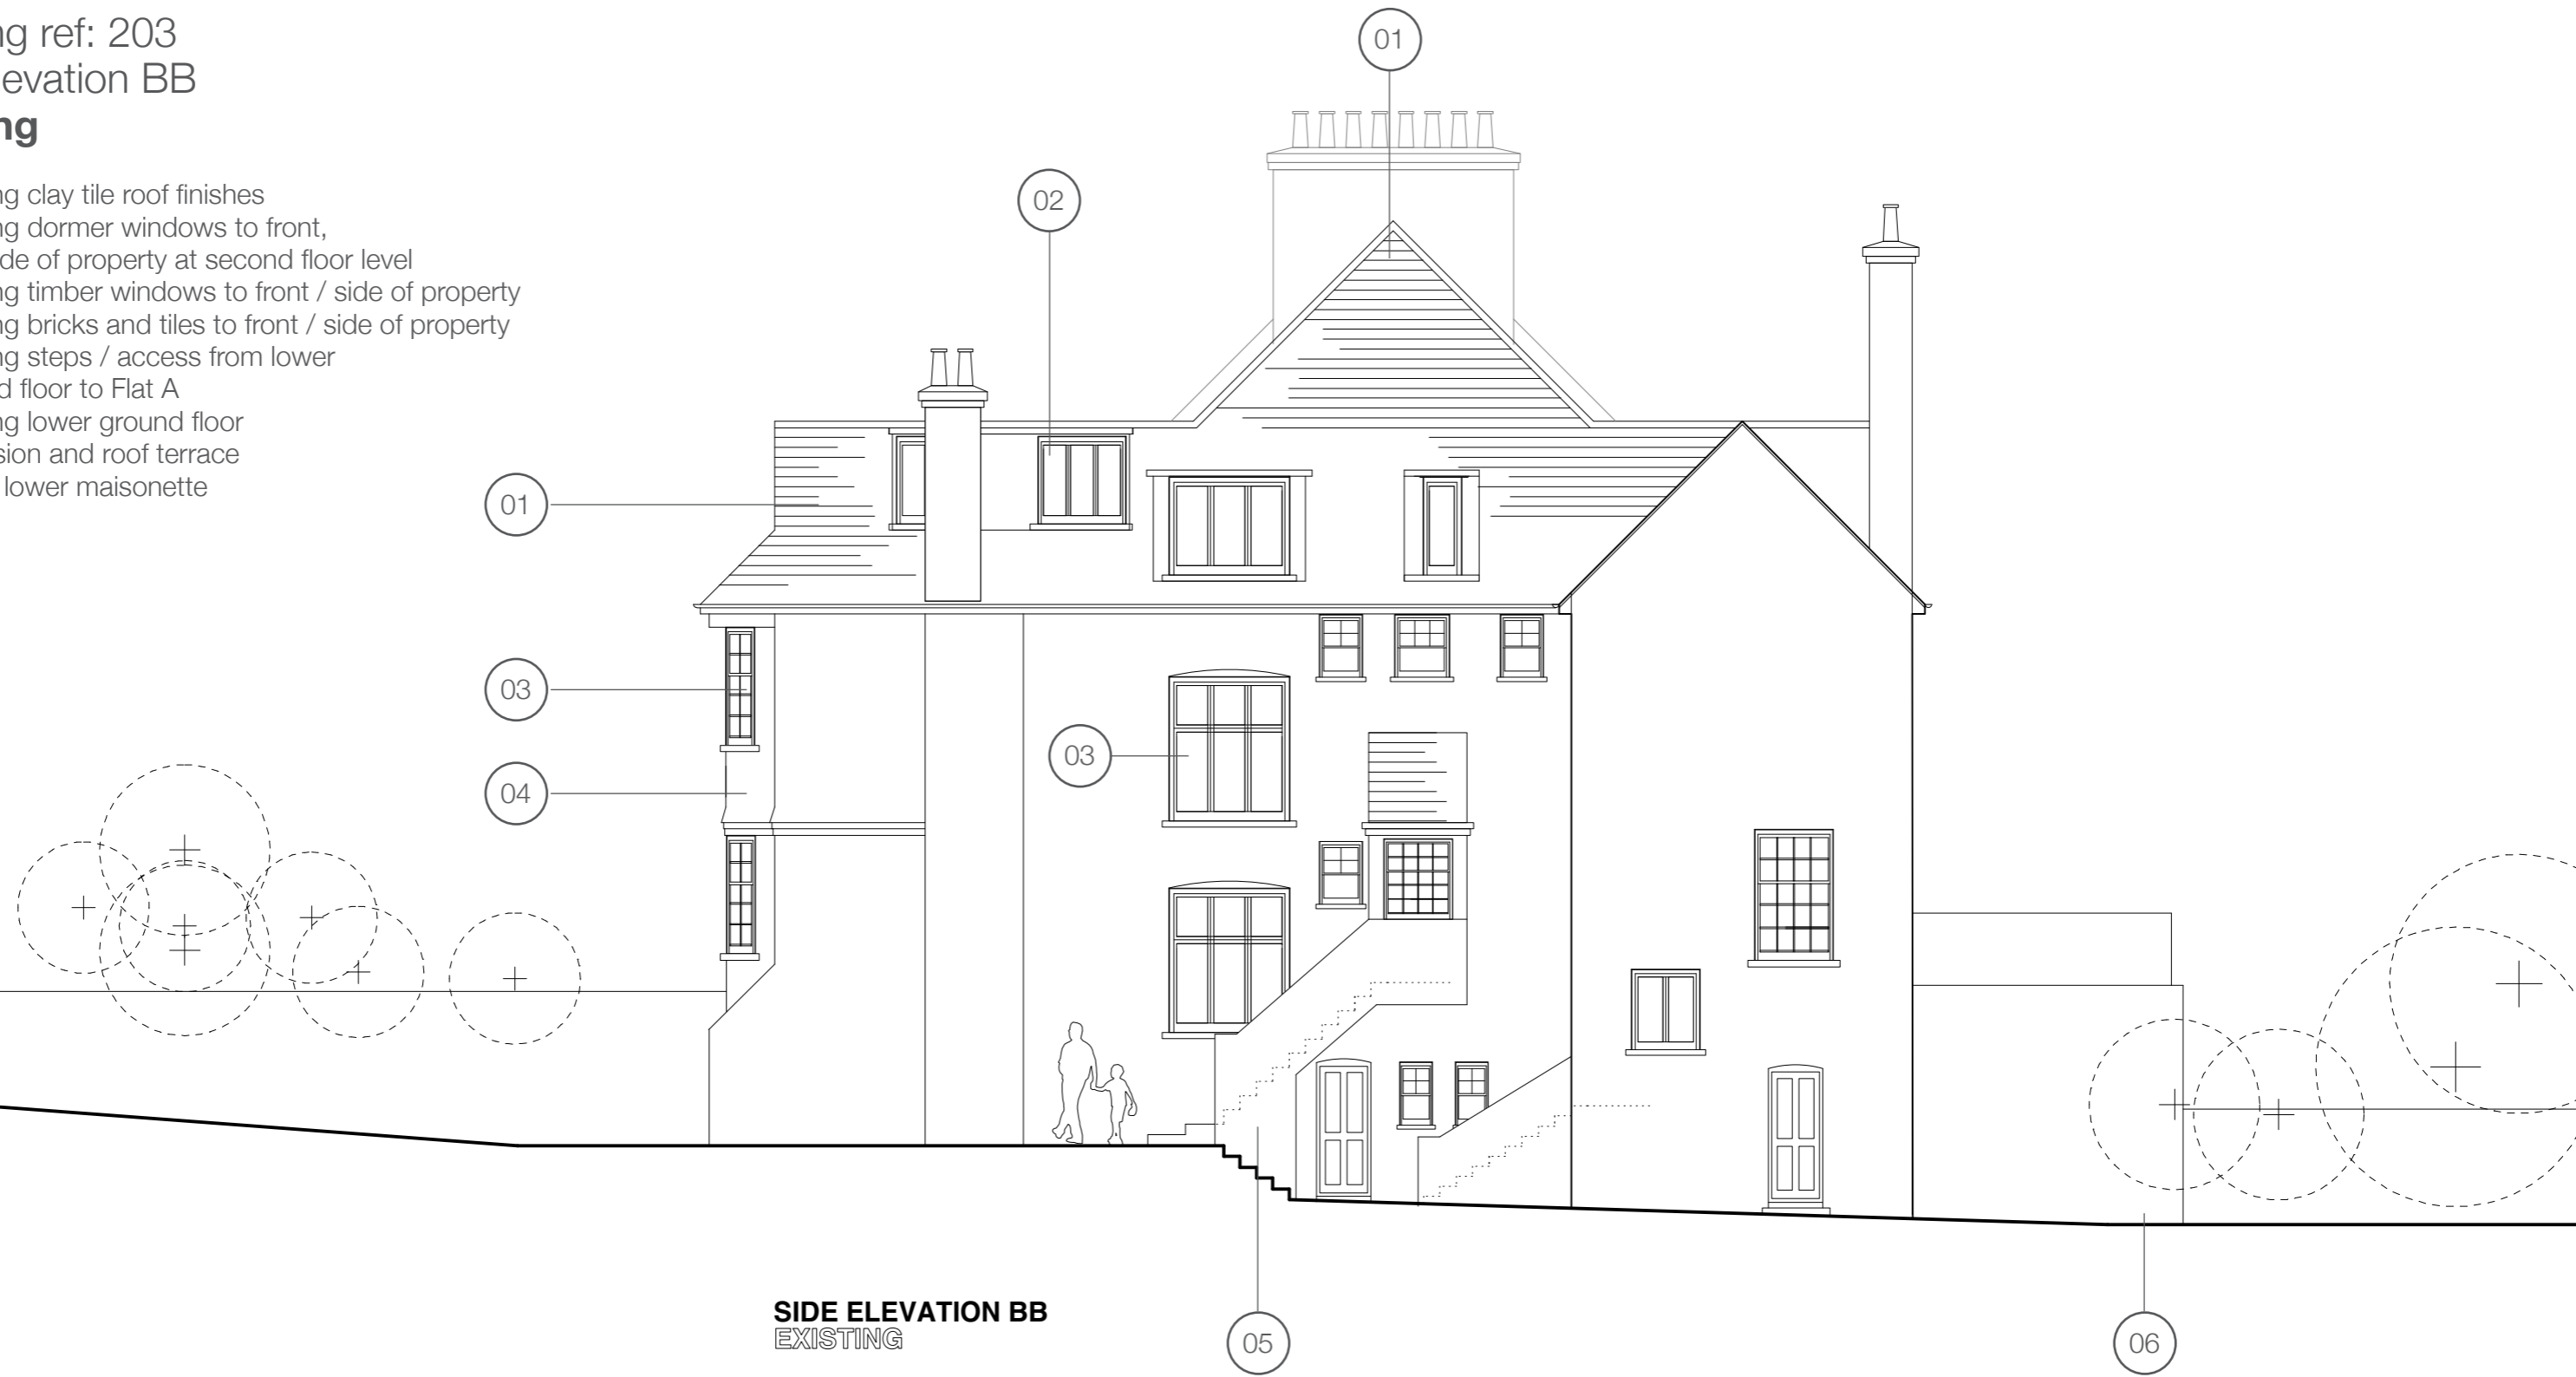 ng ref: 203
levation BB
ng
ng clay tile roof finishes
ng dormer windows to front,
de of property at second floor level
ng timber windows to front / side of property
ng bricks and tiles to front / side of property
ng steps / access from lower
d floor to Flat A
ng lower ground floor
sion and roof terrace
lower maisonette
01
02
01
03
03
04
SIDE ELEVATION BB
EXISTING
05
06